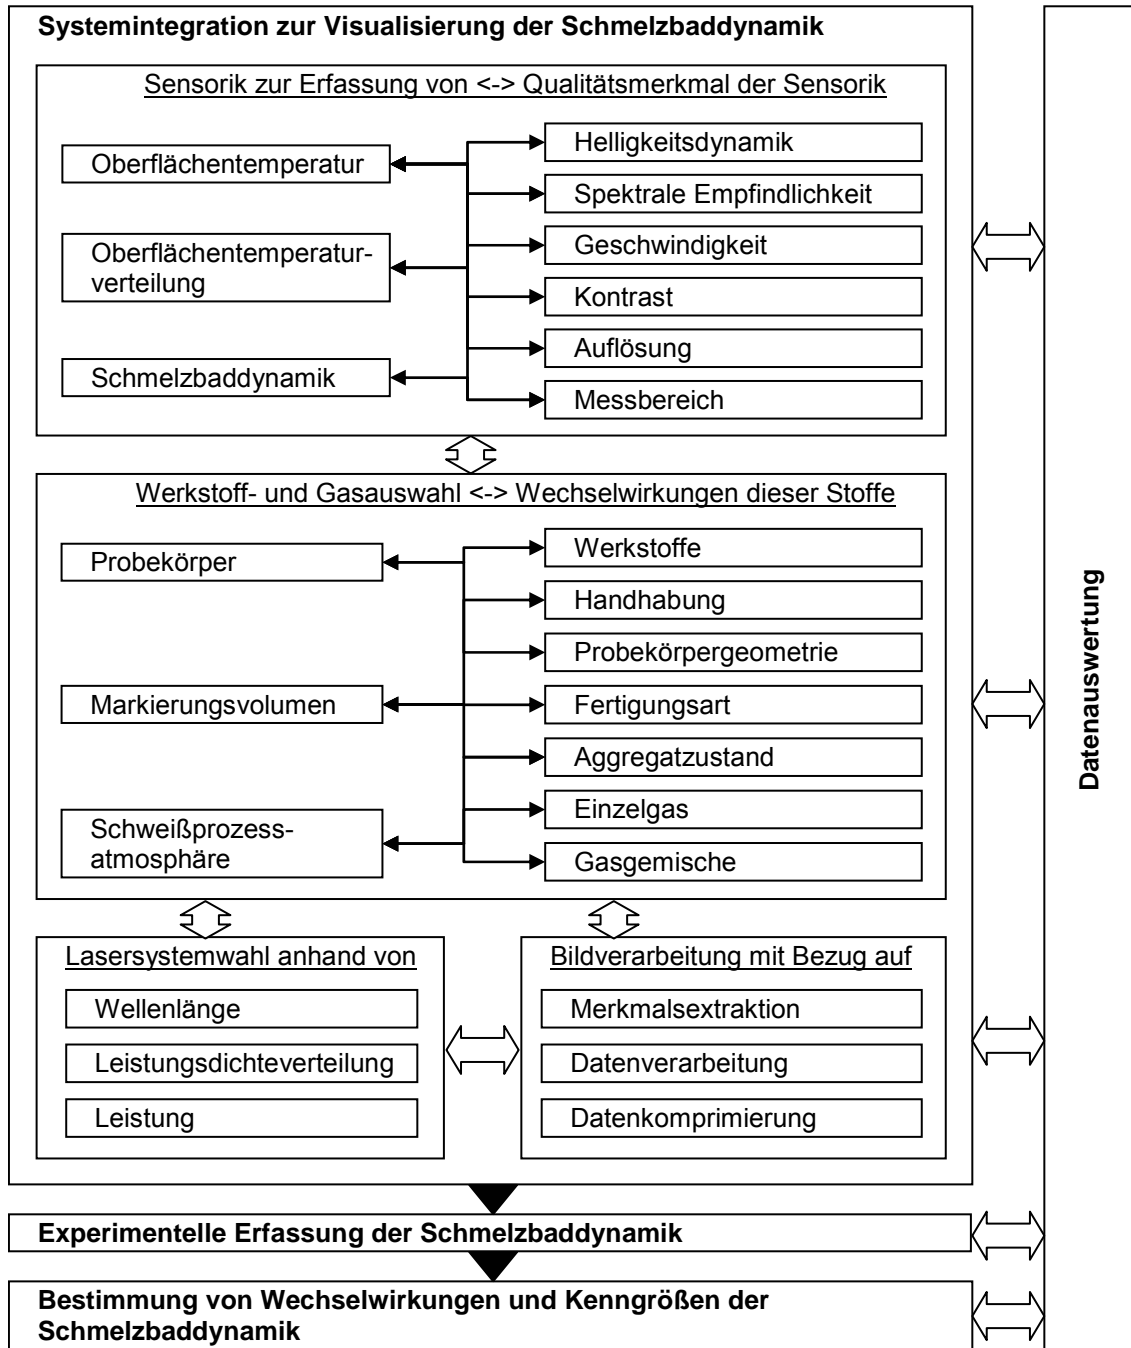 Systemintegration zur Visualisierung der Schmelzbaddynamik
Sensorik zur Erfassung von <-> Qualitätsmerkmal der Sensorik
Oberflächentemperatur
Oberflächentemperatur-
verteilung
Schmelzbaddynamik
Helligkeitsdynamik
Spektrale Empfindlichkeit
Geschwindigkeit
Kontrast
Auflösung
Messbereich
Werkstoff- und Gasauswahl <-> Wechselwirkungen dieser Stoffe
Probekörper
Markierungsvolumen
Schweißprozess-
atmosphäre
Werkstoffe
Handhabung
Probekörpergeometrie
Fertigungsart
Aggregatzustand
Einzelgas
Gasgemische
Lasersystemwahl anhand von
Wellenlänge
Leistungsdichteverteilung
Leistung
Bildverarbeitung mit Bezug auf
Merkmalsextraktion
Datenverarbeitung
Datenkomprimierung
Experimentelle Erfassung der Schmelzbaddynamik
Bestimmung von Wechselwirkungen und Kenngrößen der
Schmelzbaddynamik
Datenauswertung